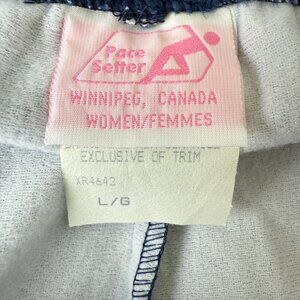 Pace
Setter
WINNIPEG, CANADA
WOMEN/FEMMES
EXCLUSIVE OF TRIM
XR4642
L/G